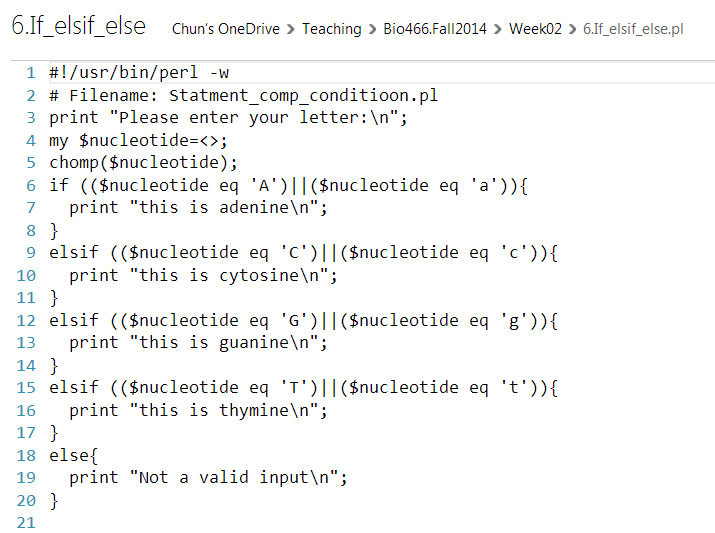 6.If_elsif_else Chun's OneDrive > Teaching > Bio466.Fall2014 > Week02 > 6.If_elsif_else.pl
1 #!/usr/bin/perl -w
2 # Filename: Statment_comp_conditioon.pl
3 print "Please enter your letter:\n";
4 my $nucleotide=<>;
5 chomp($nucleotide);
6 if (($nucleotide eq 'A')||($nucleotide eq 'a')){
7   print "this is adenine\n";
8 }
9 elsif (($nucleotide eq 'C')||($nucleotide eq 'c')){
10   print "this is cytosine\n";
11 }
12 elsif (($nucleotide eq 'G')||($nucleotide eq 'g')){
13   print "this is guanine\n";
14 }
15 elsif (($nucleotide eq 'T')||($nucleotide eq 't')){
16   print "this is thymine\n";
17 }
18 else{
19   print "Not a valid input\n";
20 }
21